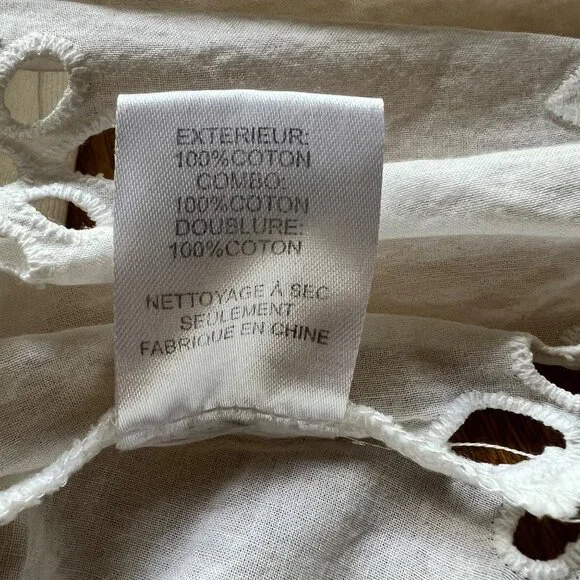 EXTERIEUR:
100%COTON
COMBO:
100%COTON
DOUBLURE:
100%COTON
NETTOYAGE À SEC
SEULEMENT
FABRIQUE EN CHINE